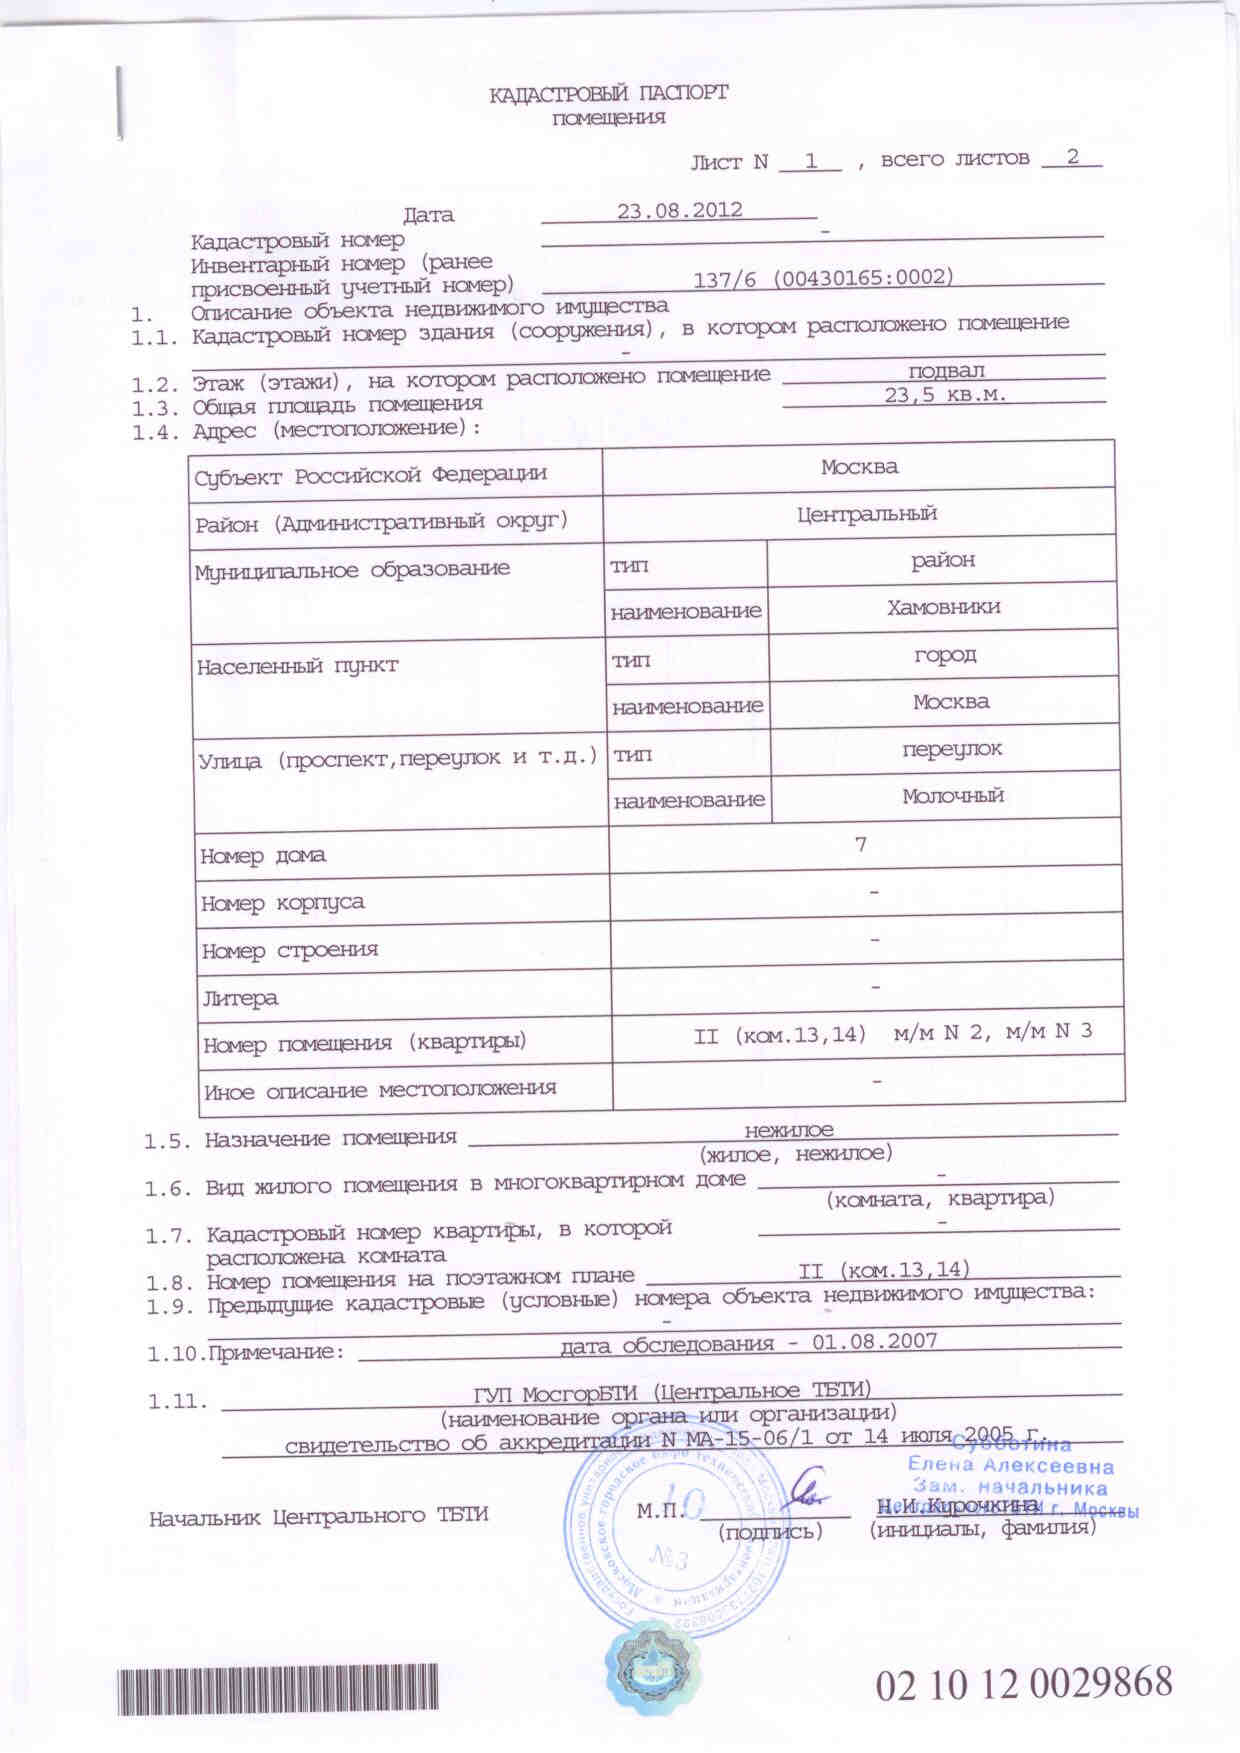 КАДАСТРОВЫЙ ПАСПОРТ
помещения
Лист N 1 , всего листов 2
Дата 23.08.2012
Кадастровый номер -
Инвентарный номер (ранее
присвоенный учетный номер) 137/6 (00430165:0002)
1. Описание объекта недвижимого имущества
1.1. Кадастровый номер здания (сооружения), в котором расположено помещение
-
1.2. Этаж (этажи), на котором расположено помещение подвал
1.3. Общая площадь помещения 23,5 кв.м.
1.4. Адрес (местоположение):
Субъект Российской Федерации Москва
Район (Административный округ) Центральный
Муниципальное образование тип район
наименование Хамовники
Населенный пункт тип город
наименование Москва
Улица (проспект,переулок и т.д.) тип переулок
наименование Молочный
Номер дома 7
Номер корпуса -
Номер строения -
Литера -
Номер помещения (квартиры) II (ком.13,14) м/м N 2, м/м N 3
Иное описание местоположения -
1.5. Назначение помещения нежилое
(жилое, нежилое)
1.6. Вид жилого помещения в многоквартирном доме -
(комната, квартира)
1.7. Кадастровый номер квартиры, в которой -
расположена комната
1.8. Номер помещения на поэтажном плане II (ком.13,14)
1.9. Предыдущие кадастровые (условные) номера объекта недвижимого имущества:
-
1.10.Примечание: дата обследования - 01.08.2007
1.11. ГУП МосгорБТИ (Центральное ТБТИ)
(наименование органа или организации)
свидетельство об аккредитации N МА-15-06/1 от 14 июля 2005 г.
Субботина
Елена Алексеевна
Зам. начальника
г. Москвы
Начальник Центрального ТБТИ М.П. Н.И.Курочкина
(подпись) (инициалы, фамилия)
10
№3
02 10 12 0029868